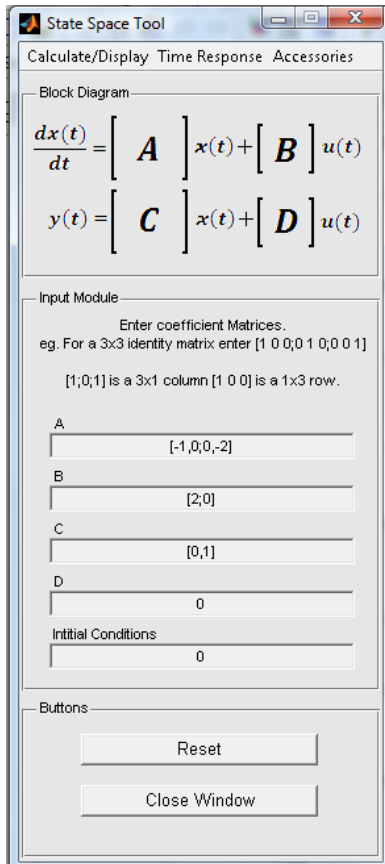 State Space Tool
Calculate/Display Time Response Accessories
Block Diagram
dx(t)/dt = [ A ] x(t) + [ B ] u(t)
y(t) = [ C ] x(t) + [ D ] u(t)
Input Module
Enter coefficient Matrices.
eg. For a 3x3 identity matrix enter [1 0 0;0 1 0;0 0 1]
[1;0;1] is a 3x1 column [1 0 0] is a 1x3 row.
A
[-1,0;0,-2]
B
[2;0]
C
[0,1]
D
0
Intitial Conditions
0
Buttons
Reset
Close Window